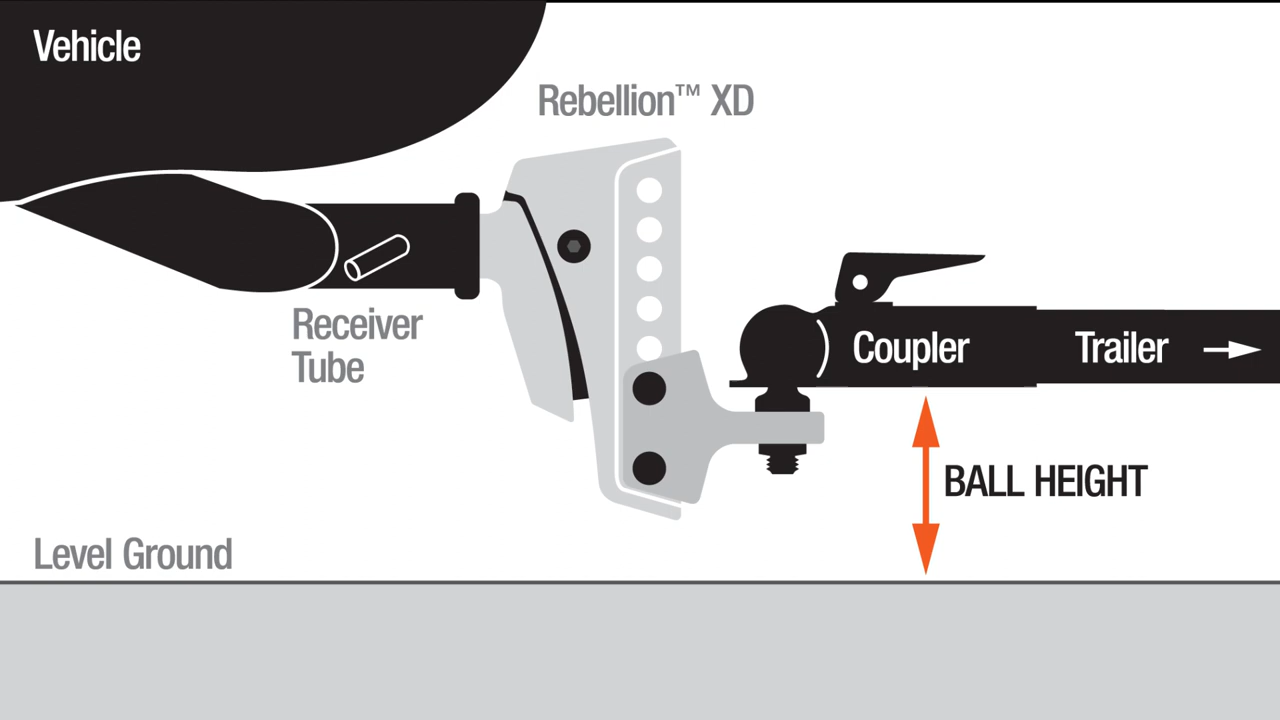 Vehicle
Rebellion™ XD
Receiver
Tube
Coupler
Trailer
BALL HEIGHT
Level Ground